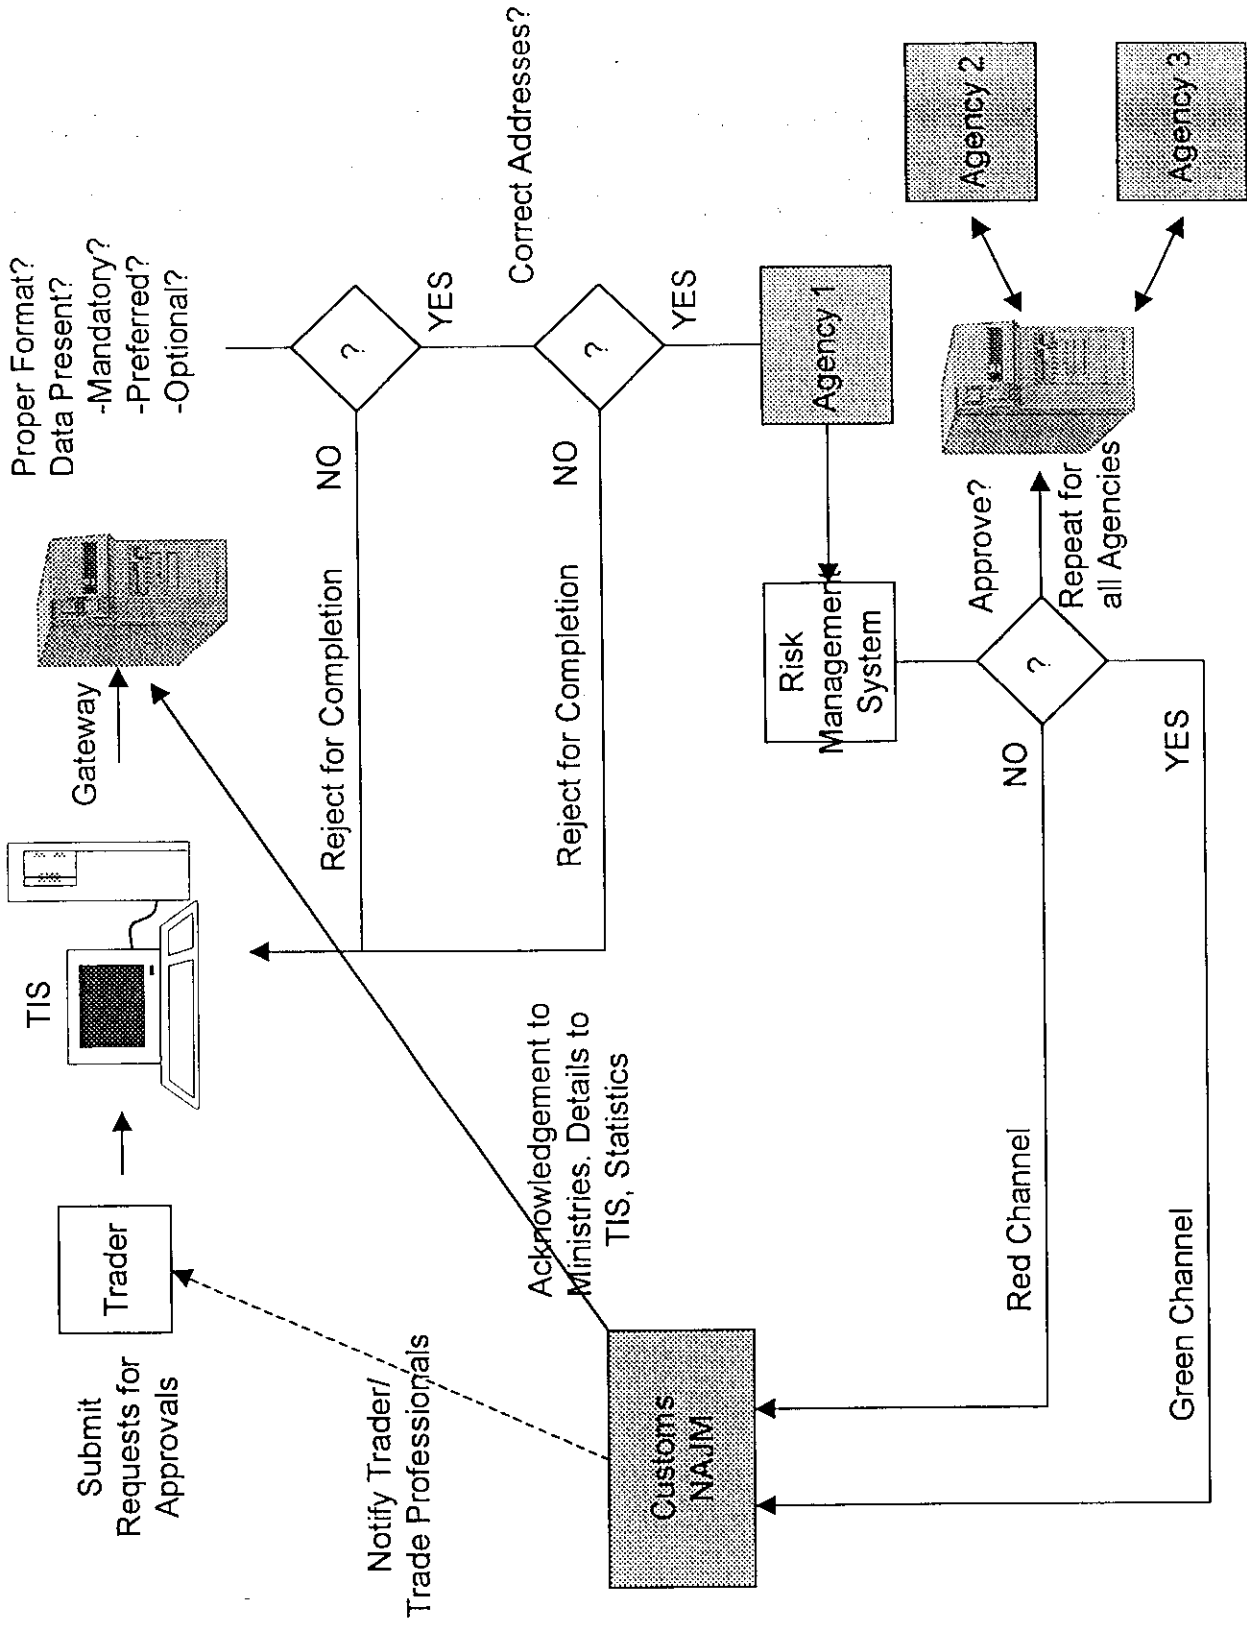 Submit
Requests for
Approvals
Trader
TIS
Gateway
Proper Format?
Data Present?
-Mandatory?
-Preferred?
-Optional?
Notify Trader/
Trade Professionals
Reject for Completion
NO
?
YES
Acknowledgement to
Ministries. Details to
TIS, Statistics
Reject for Completion
NO
?
YES
Correct Addresses?
Customs
NAJM
Risk
Managemen
System
Agency 1
Red Channel
NO
?
Approve?
Repeat for
all Agencies
Green Channel
YES
Agency 2
Agency 3